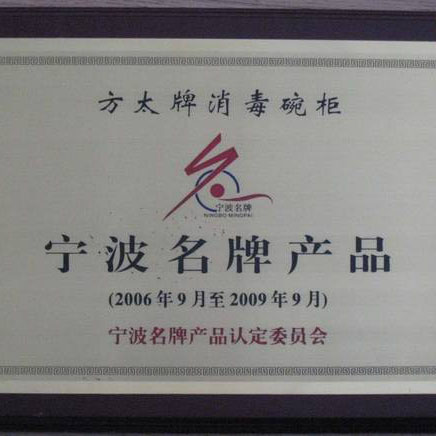 方太牌消毒碗柜
宁波名牌
NINGBO MINGPAI
宁波名牌产品
(2006年9月至2009年9月)
宁波名牌产品认定委员会